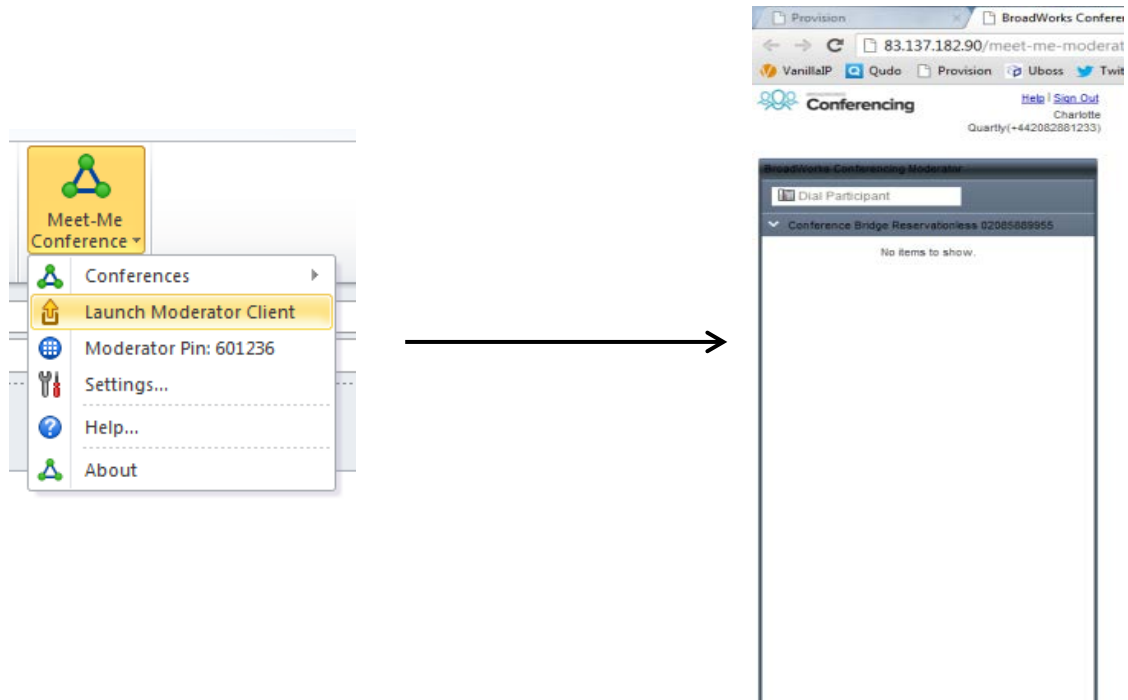 Meet-Me
Conference
Conferences
Launch Moderator Client
Moderator Pin: 601236
Settings...
Help...
About
Provision
BroadWorks Confere
83.137.182.90/meet-me-moderat
VanillaIP Qudo Provision Uboss Twit
Conferencing
Help | Sign Out
Charlotte
Quartly(+442082881233)
BroadWorks Conferencing Moderator
Dial Participant
Conference Bridge Reservationless 02085889955
No items to show.